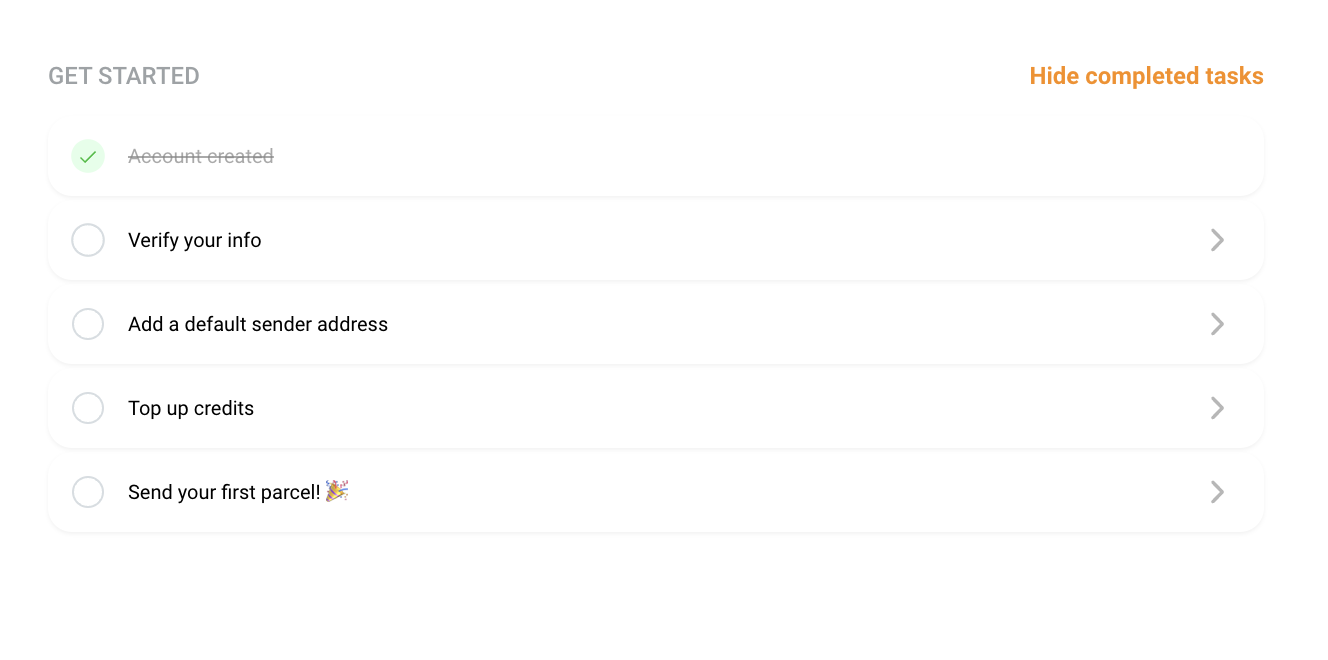 GET STARTED
Hide completed tasks
Account created
Verify your info
Add a default sender address
Top up credits
Send your first parcel! 🎉